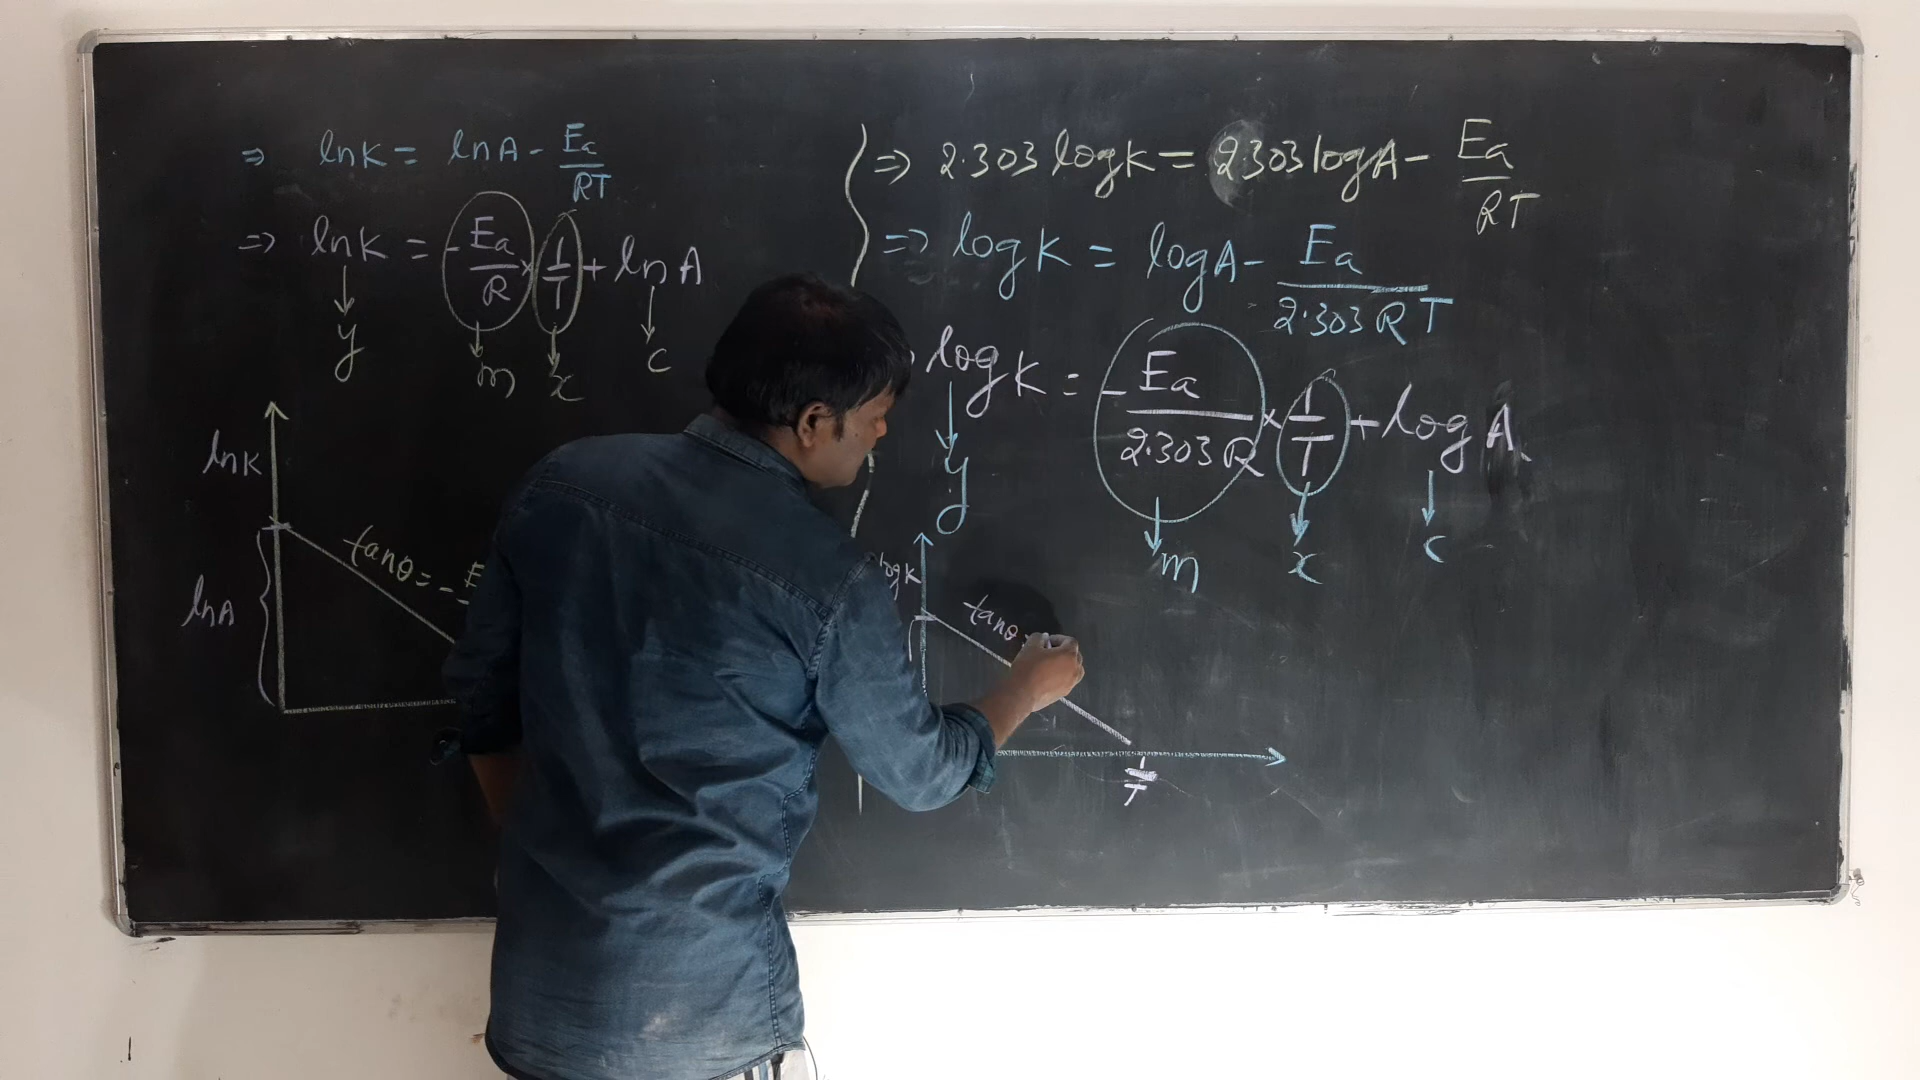 ⇒ lnK = lnA - Ea/RT
⇒ lnK = -Ea/R × 1/T + lnA
y m x c
lnK
tanθ = -
lnA
⇒ 2.303 logK = 2.303 logA - Ea/RT
⇒ logK = logA - Ea/2.303RT
logK = -Ea/2.303R × 1/T + logA
y m x c
logK
tanθ
1/T